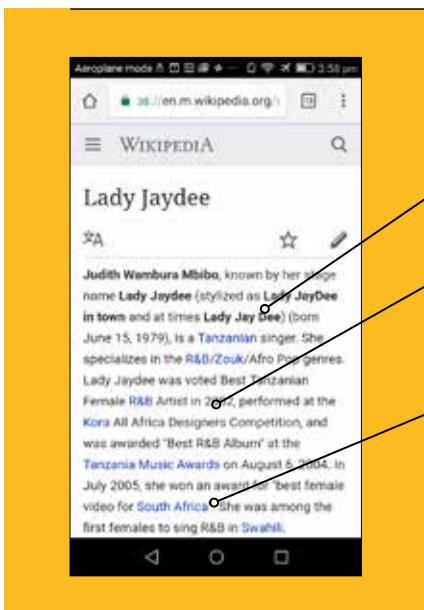 Aeroplane mode 3:58 pm
en.m.wikipedia.org/
WIKIPEDIA
Lady Jaydee
Judith Wambura Mbibo, known by her stage
name Lady Jaydee (stylized as Lady JayDee
in town and at times Lady Jay Dee) (born
June 15, 1979), is a Tanzanian singer. She
specializes in the R&B/Zouk/Afro Pop genres.
Lady Jaydee was voted Best Tanzanian
Female R&B Artist in 2002, performed at the
Kora All Africa Designers Competition, and
was awarded "Best R&B Album" at the
Tanzania Music Awards on August 6, 2004. In
July 2005, she won an award for "best female
video for South Africa". She was among the
first females to sing R&B in Swahili.